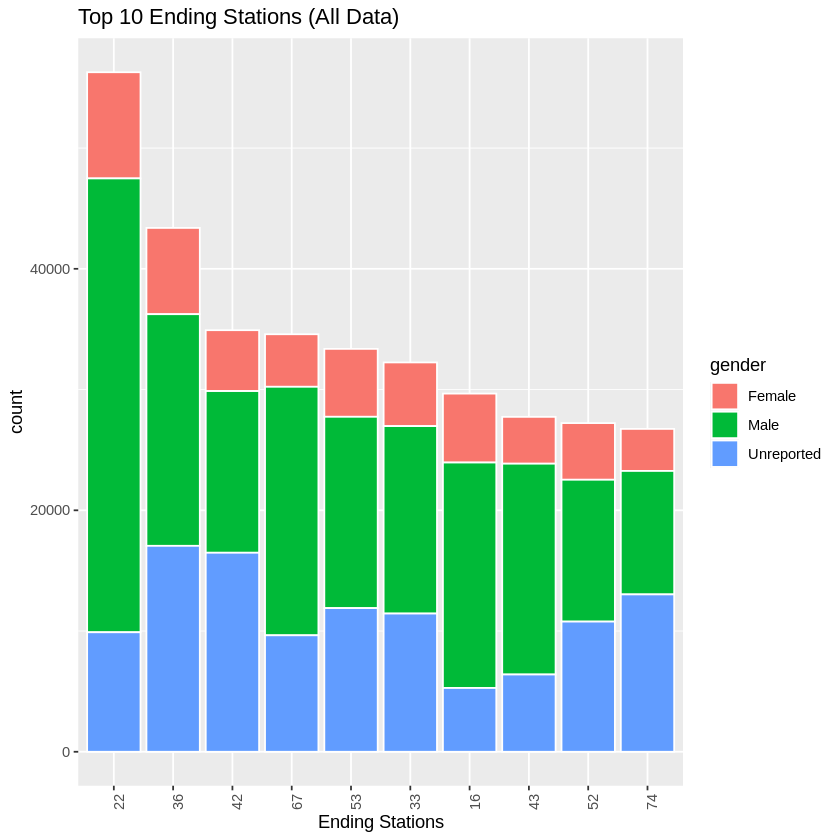 Top 10 Ending Stations (All Data)
count
40000
20000
0
22 36 42 67 53 33 16 43 52 74
Ending Stations
gender
Female
Male
Unreported